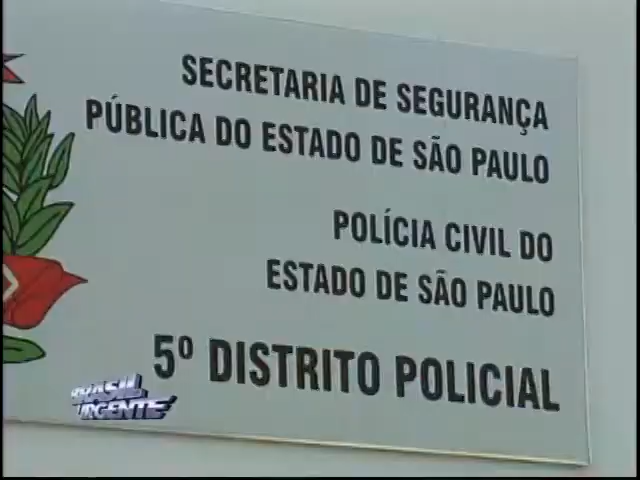 SECRETARIA DE SEGURANÇA
PÚBLICA DO ESTADO DE SÃO PAULO
POLÍCIA CIVIL DO
ESTADO DE SÃO PAULO
5º DISTRITO POLICIAL
BRASIL
URGENTE